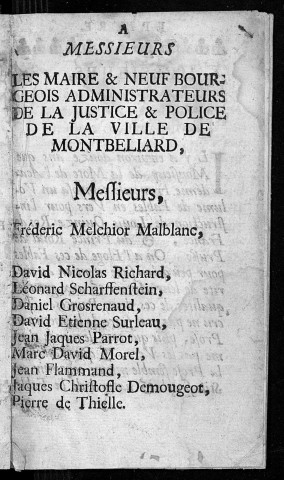 A
MESSIEURS
LES MAIRE & NEUF BOUR-
GEOIS ADMINISTRATEURS
DE LA JUSTICE & POLICE
DE LA VILLE DE
MONTBELIARD,
Messieurs,
Fréderic Melchior Malblanc,
David Nicolas Richard,
Léonard Scharffenstein,
Daniel Grosrenaud,
David Etienne Surleau,
Jean Jaques Parrot,
Marc David Morel,
Jean Flammand,
Jaques Christofle Demougeot,
Pierre de Thielle.